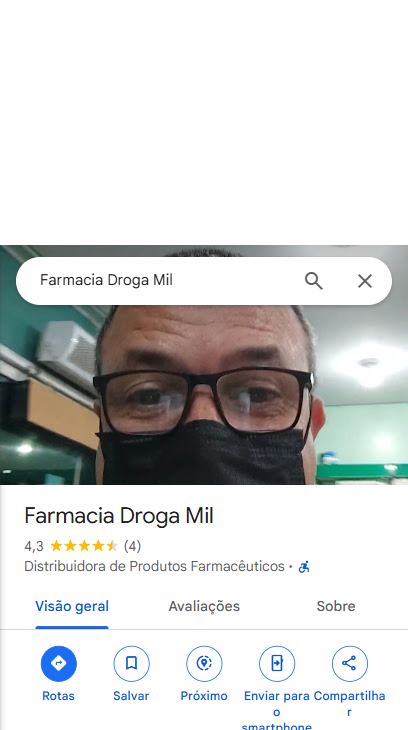 Farmacia Droga Mil
Farmacia Droga Mil
4,3 (4)
Distribuidora de Produtos Farmacêuticos ·
Visão geral Avaliações Sobre
Rotas Salvar Próximo Enviar para o smartphone Compartilhar